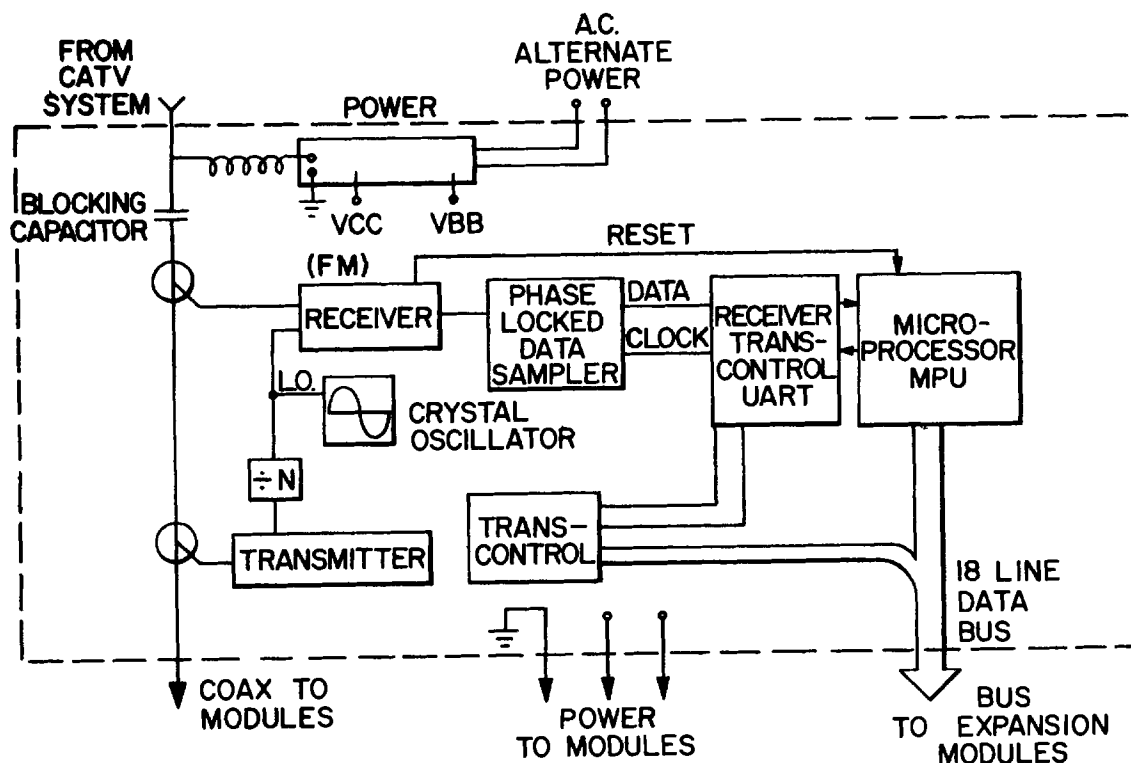 FROM
CATV
SYSTEM
A.C.
ALTERNATE
POWER
POWER
BLOCKING
CAPACITOR
VCC
VBB
RESET
(FM)
RECEIVER
PHASE
LOCKED
DATA
SAMPLER
DATA
CLOCK
RECEIVER
TRANS-
CONTROL
UART
MICRO-
PROCESSOR
MPU
L.O.
CRYSTAL
OSCILLATOR
÷N
TRANSMITTER
TRANS-
CONTROL
18 LINE
DATA
BUS
COAX TO
MODULES
POWER
TO MODULES
BUS
TO EXPANSION
MODULES